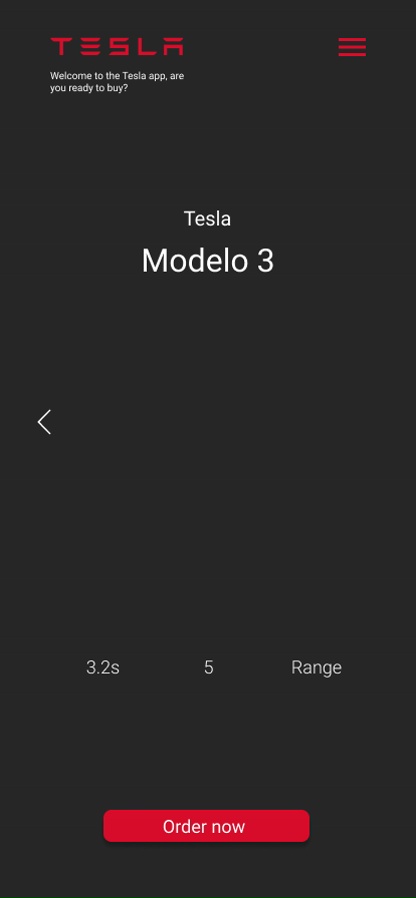 TESLA
Welcome to the Tesla app, are
you ready to buy?
Tesla
Modelo 3
3.2s 5 Range
Order now